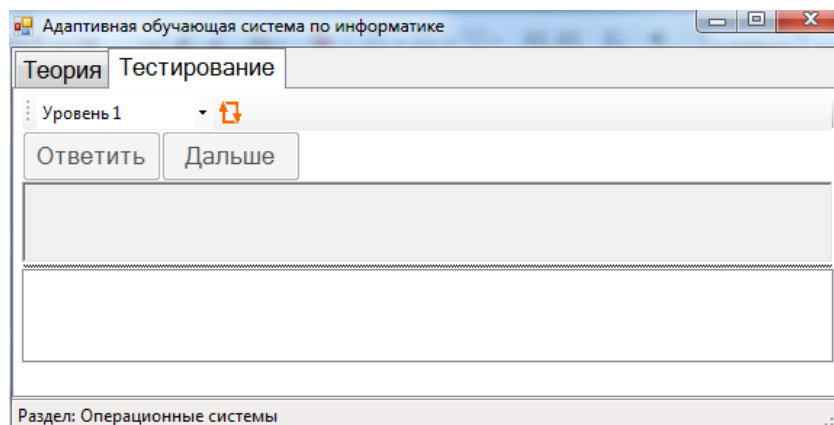 Адаптивная обучающая система по информатике
Теория Тестирование
Уровень 1
Ответить Дальше
Раздел: Операционные системы